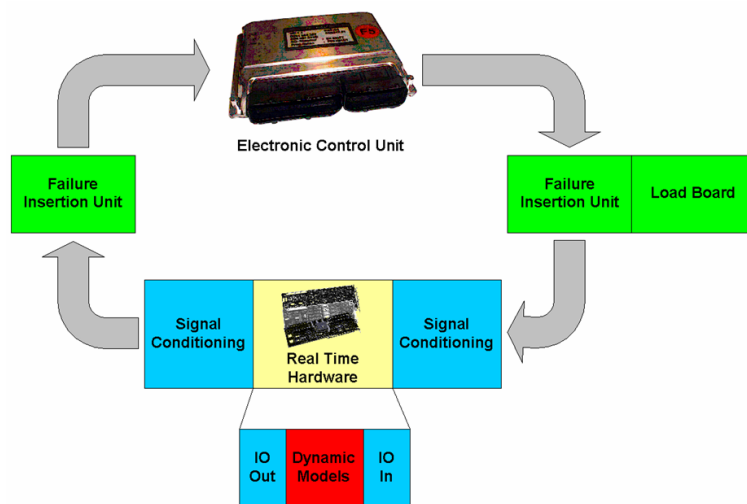 Electronic Control Unit
Failure
Insertion Unit
Failure
Insertion Unit
Load Board
Signal
Conditioning
Real Time
Hardware
Signal
Conditioning
IO
Out
Dynamic
Models
IO
In